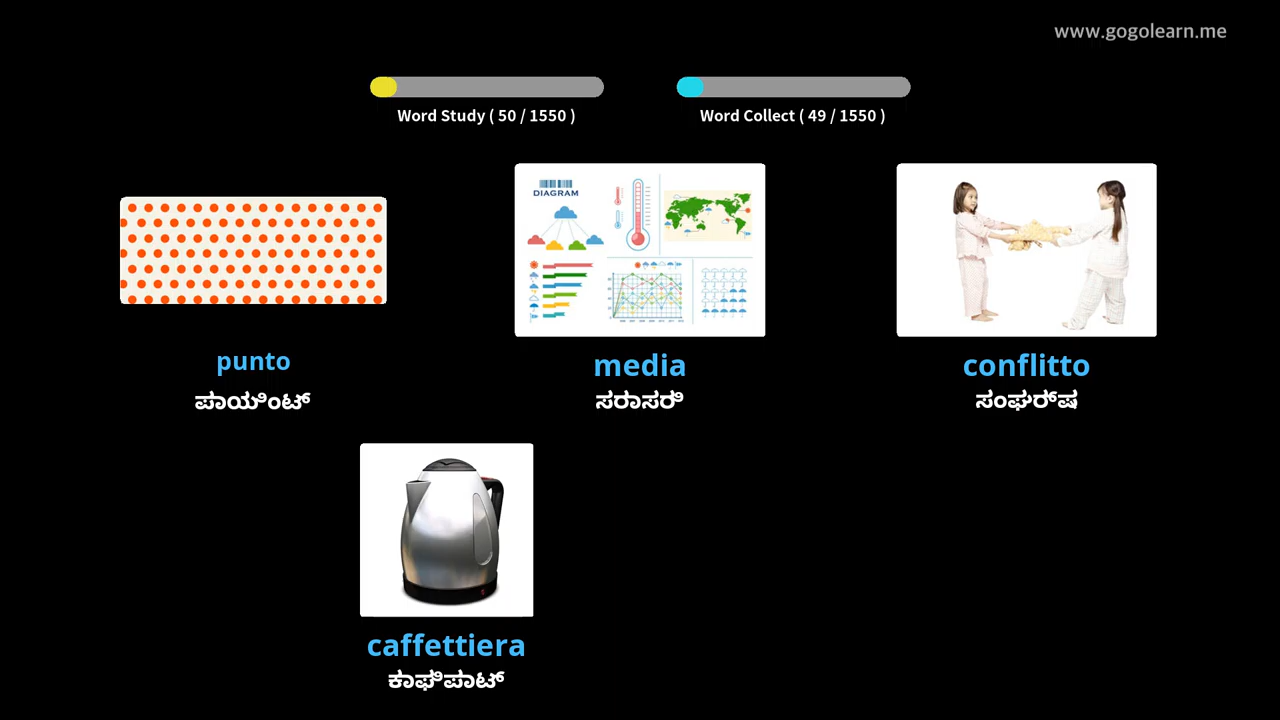 www.gogolearn.me
Word Study ( 50 / 1550 )
Word Collect ( 49 / 1550 )
DIAGRAM
punto
ಪಾಯಿಂಟ್
media
ಸರಾಸರಿ
conflitto
ಸಂಘರ್ಷ
caffettiera
ಕಾಫಿಪಾಟ್